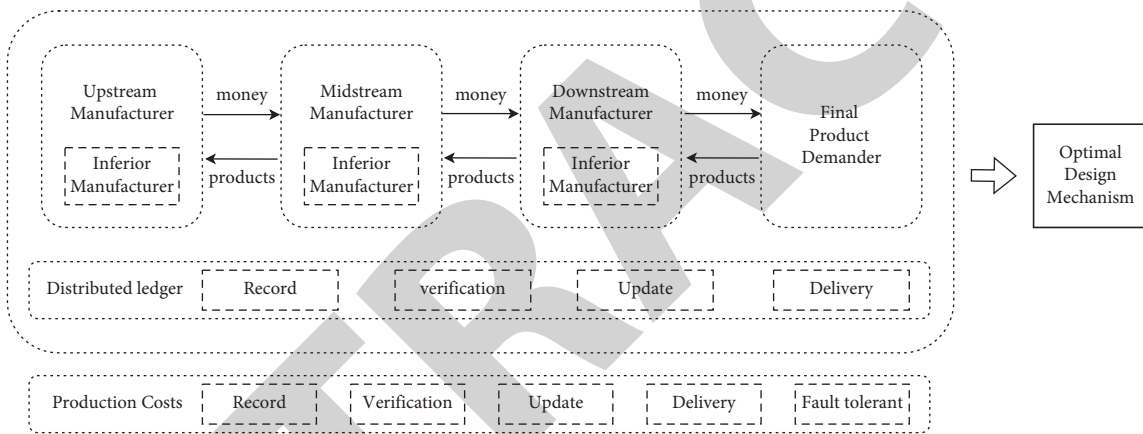 Upstream
Manufacturer
Inferior
Manufacturer
money
products
Midstream
Manufacturer
Inferior
Manufacturer
money
products
Downstream
Manufacturer
Inferior
Manufacturer
money
products
Final
Product
Demander
Optimal
Design
Mechanism
Distributed ledger
Record
verification
Update
Delivery
Production Costs
Record
Verification
Update
Delivery
Fault tolerant
TRAC